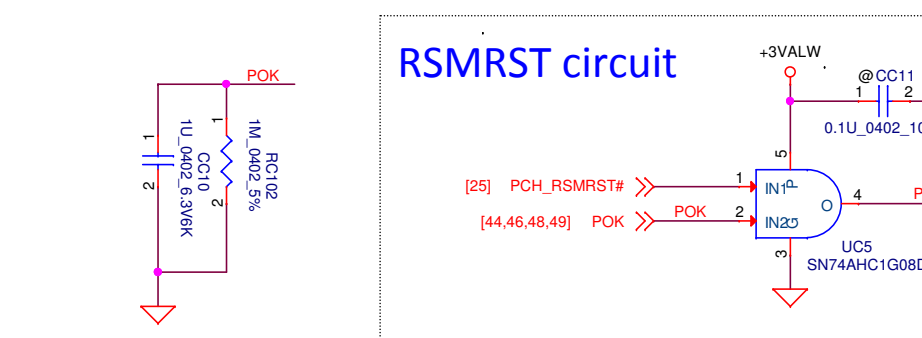 POK
1
2
1U_0402_6.3V6K
CC10
1
2
1M_0402_5%
RC102
RSMRST circuit
+3VALW
@CC11
1
2
0.1U_0402_10
5
[25] PCH_RSMRST#
1
IN1
P
[44,46,48,49] POK
POK
2
IN2
G
O
4
P
3
UC5
SN74AHC1G08D